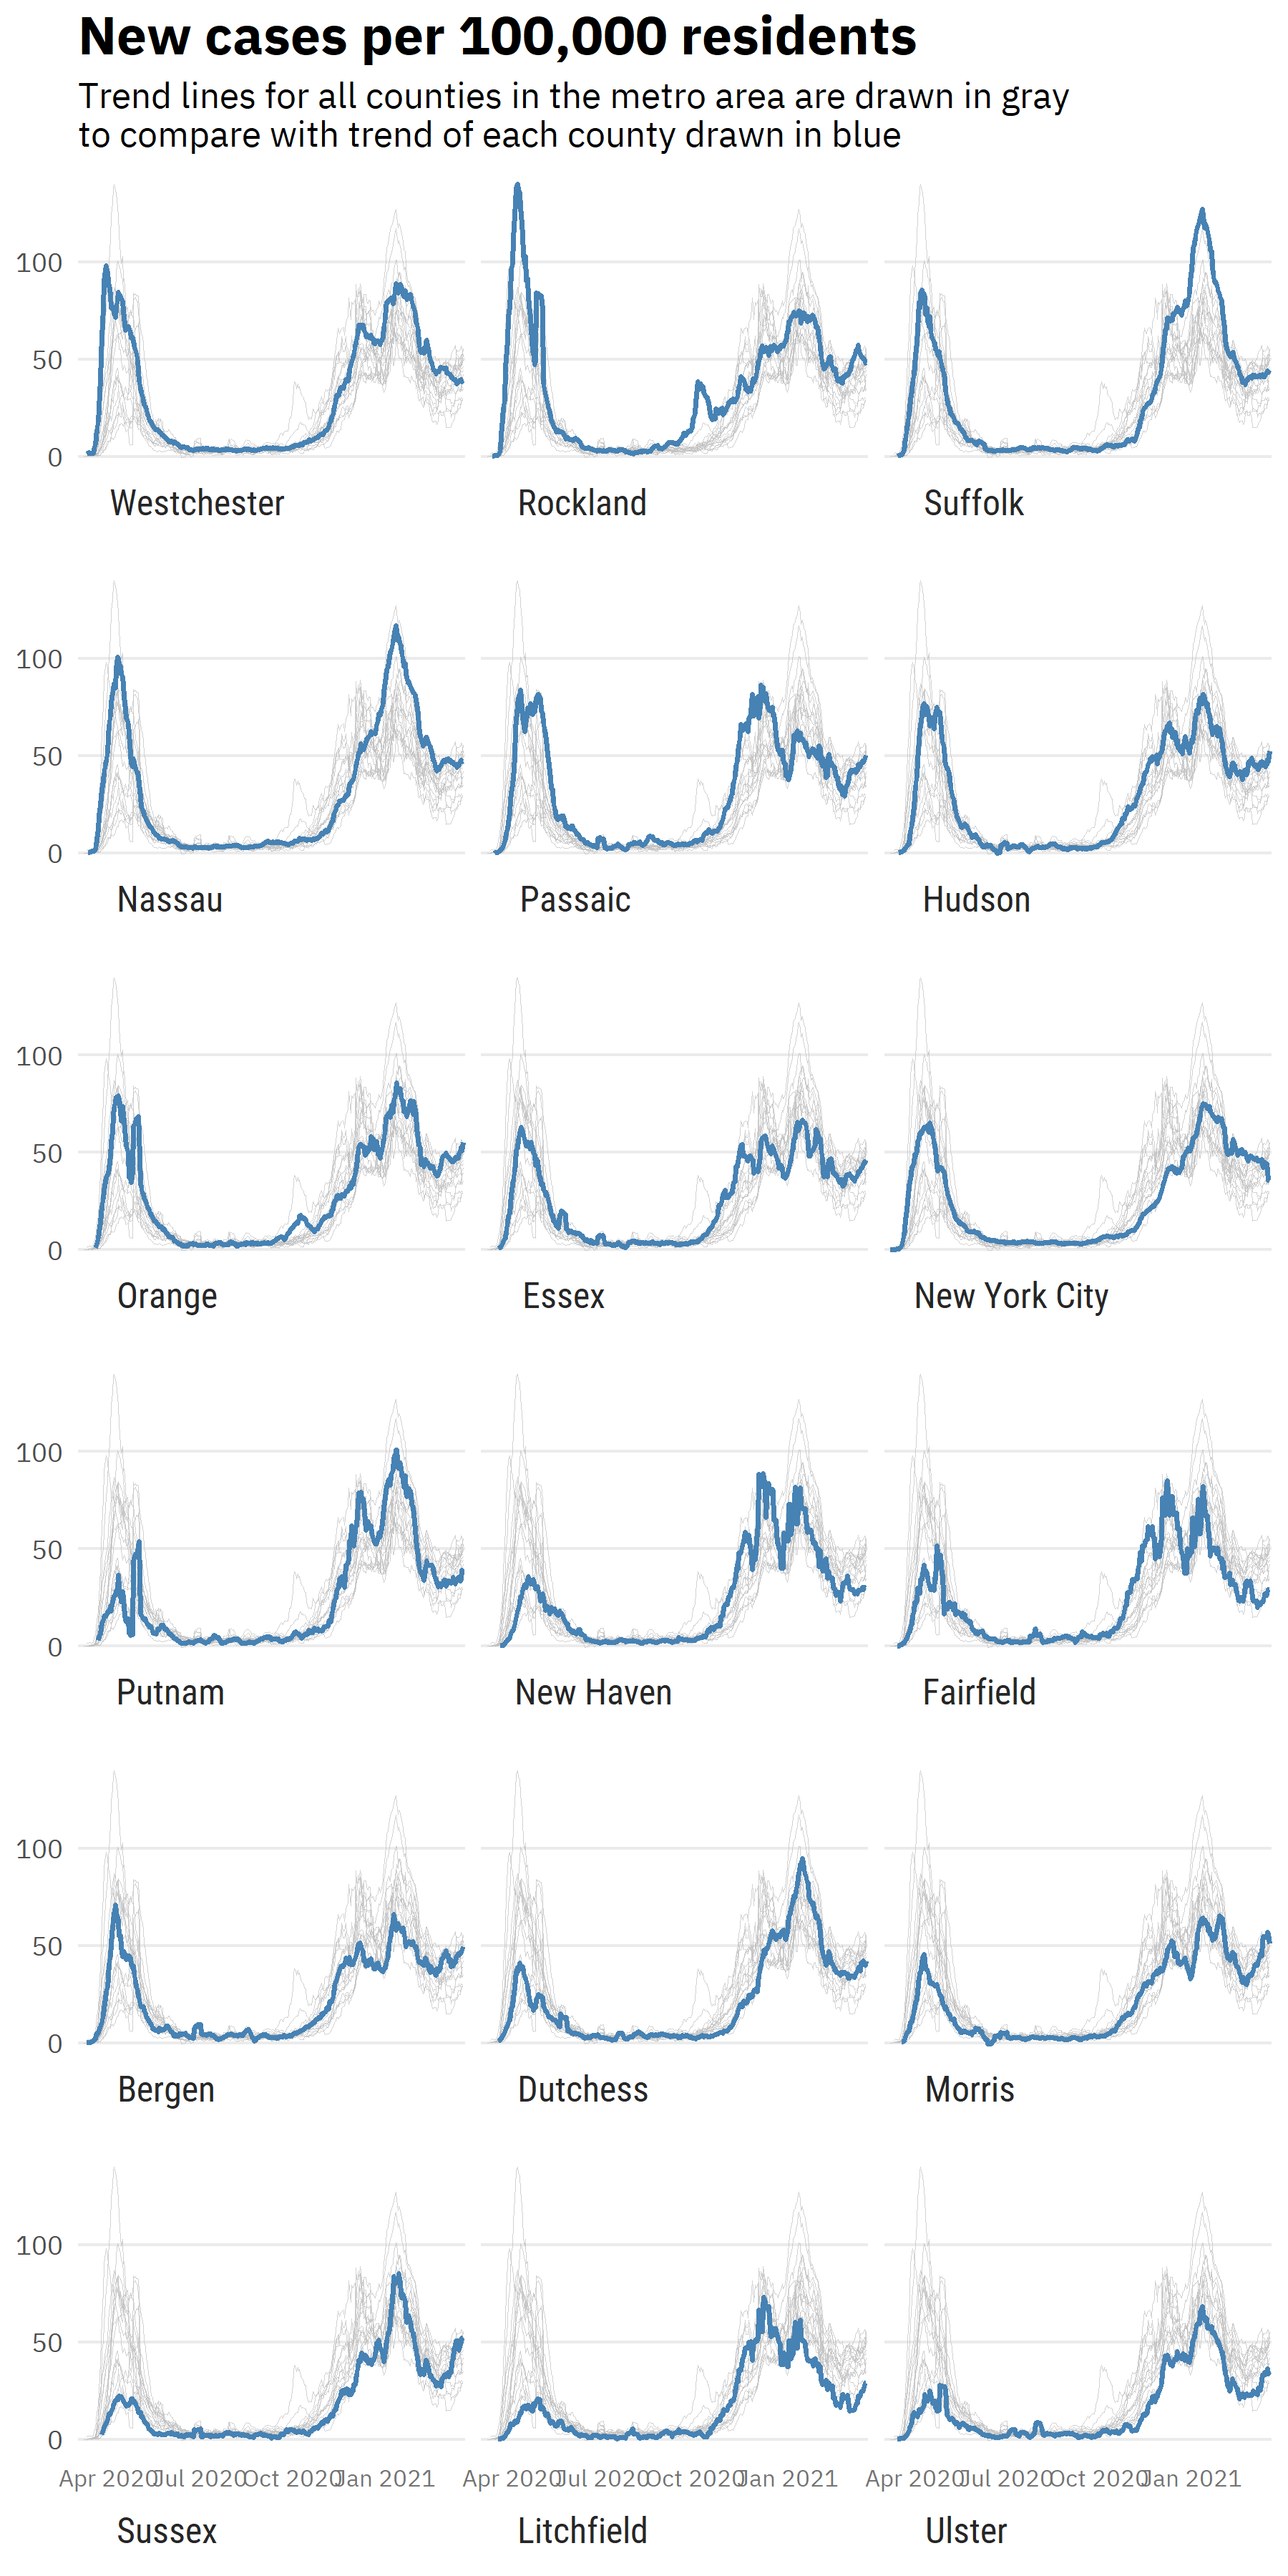 New cases per 100,000 residents
Trend lines for all counties in the metro area are drawn in gray
to compare with trend of each county drawn in blue
100
50
0
Westchester Rockland Suffolk
100
50
0
Nassau Passaic Hudson
100
50
0
Orange Essex New York City
100
50
0
Putnam New Haven Fairfield
100
50
0
Bergen Dutchess Morris
100
50
0
Apr 2020 Jul 2020 Oct 2020 Jan 2021 Apr 2020 Jul 2020 Oct 2020 Jan 2021 Apr 2020 Jul 2020 Oct 2020 Jan 2021
Sussex Litchfield Ulster